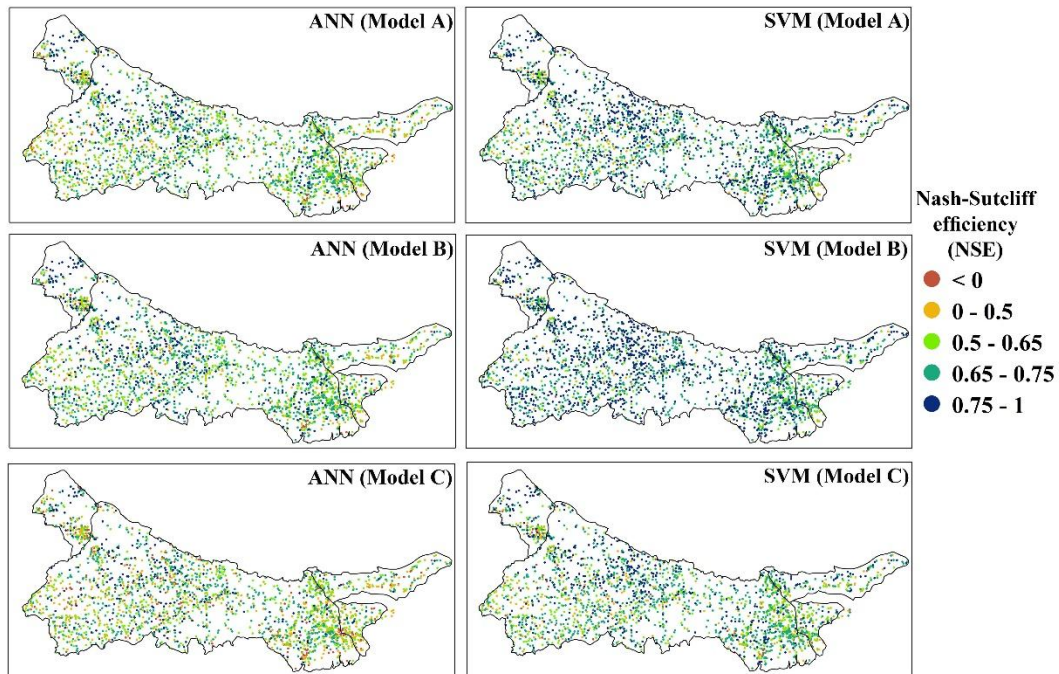 ANN (Model A)
SVM (Model A)
ANN (Model B)
SVM (Model B)
ANN (Model C)
SVM (Model C)
Nash-Sutcliff
efficiency
(NSE)
< 0
0 - 0.5
0.5 - 0.65
0.65 - 0.75
0.75 - 1